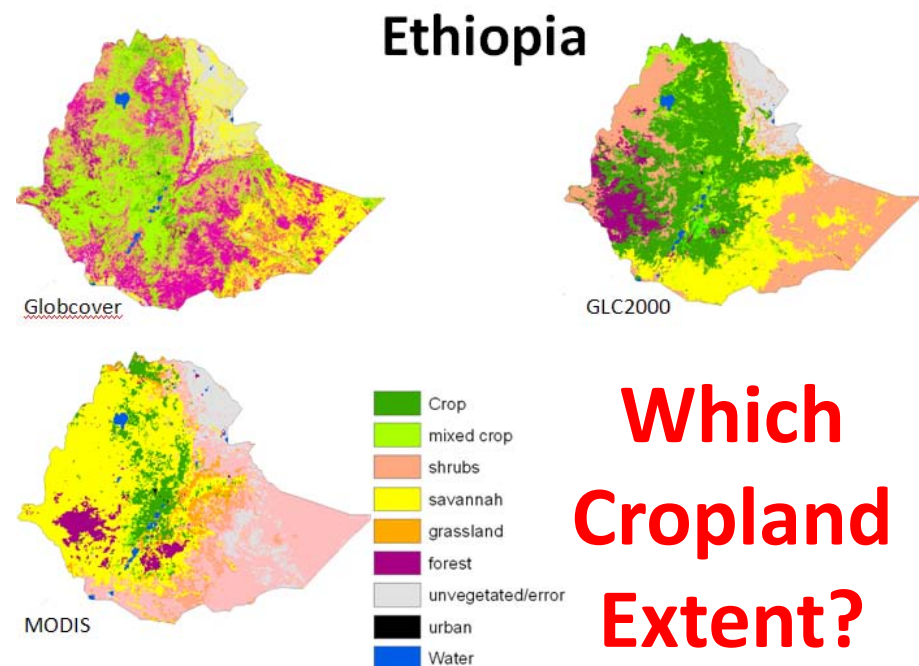 Ethiopia
Globcover
GLC2000
MODIS
Crop
mixed crop
shrubs
savannah
grassland
forest
unvegetated/error
urban
Water
Which
Cropland
Extent?